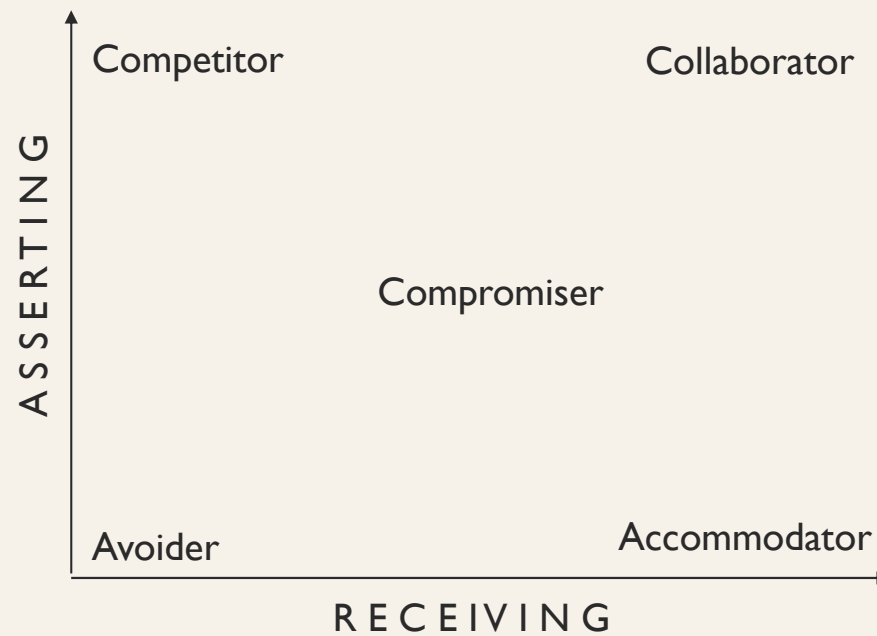 Competitor
Collaborator
ASSERTING
Compromiser
Avoider
Accommodator
RECEIVING